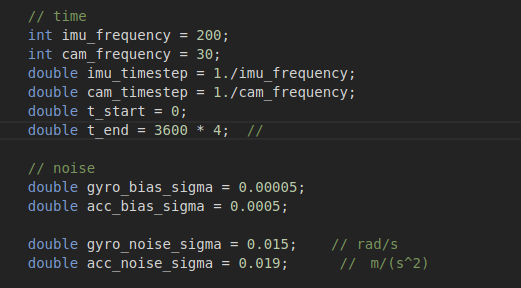 // time
int imu_frequency = 200;
int cam_frequency = 30;
double imu_timestep = 1./imu_frequency;
double cam_timestep = 1./cam_frequency;
double t_start = 0;
double t_end = 3600 * 4;  //
// noise
double gyro_bias_sigma = 0.00005;
double acc_bias_sigma = 0.0005;
double gyro_noise_sigma = 0.015;    // rad/s
double acc_noise_sigma = 0.019;      //  m/(s^2)